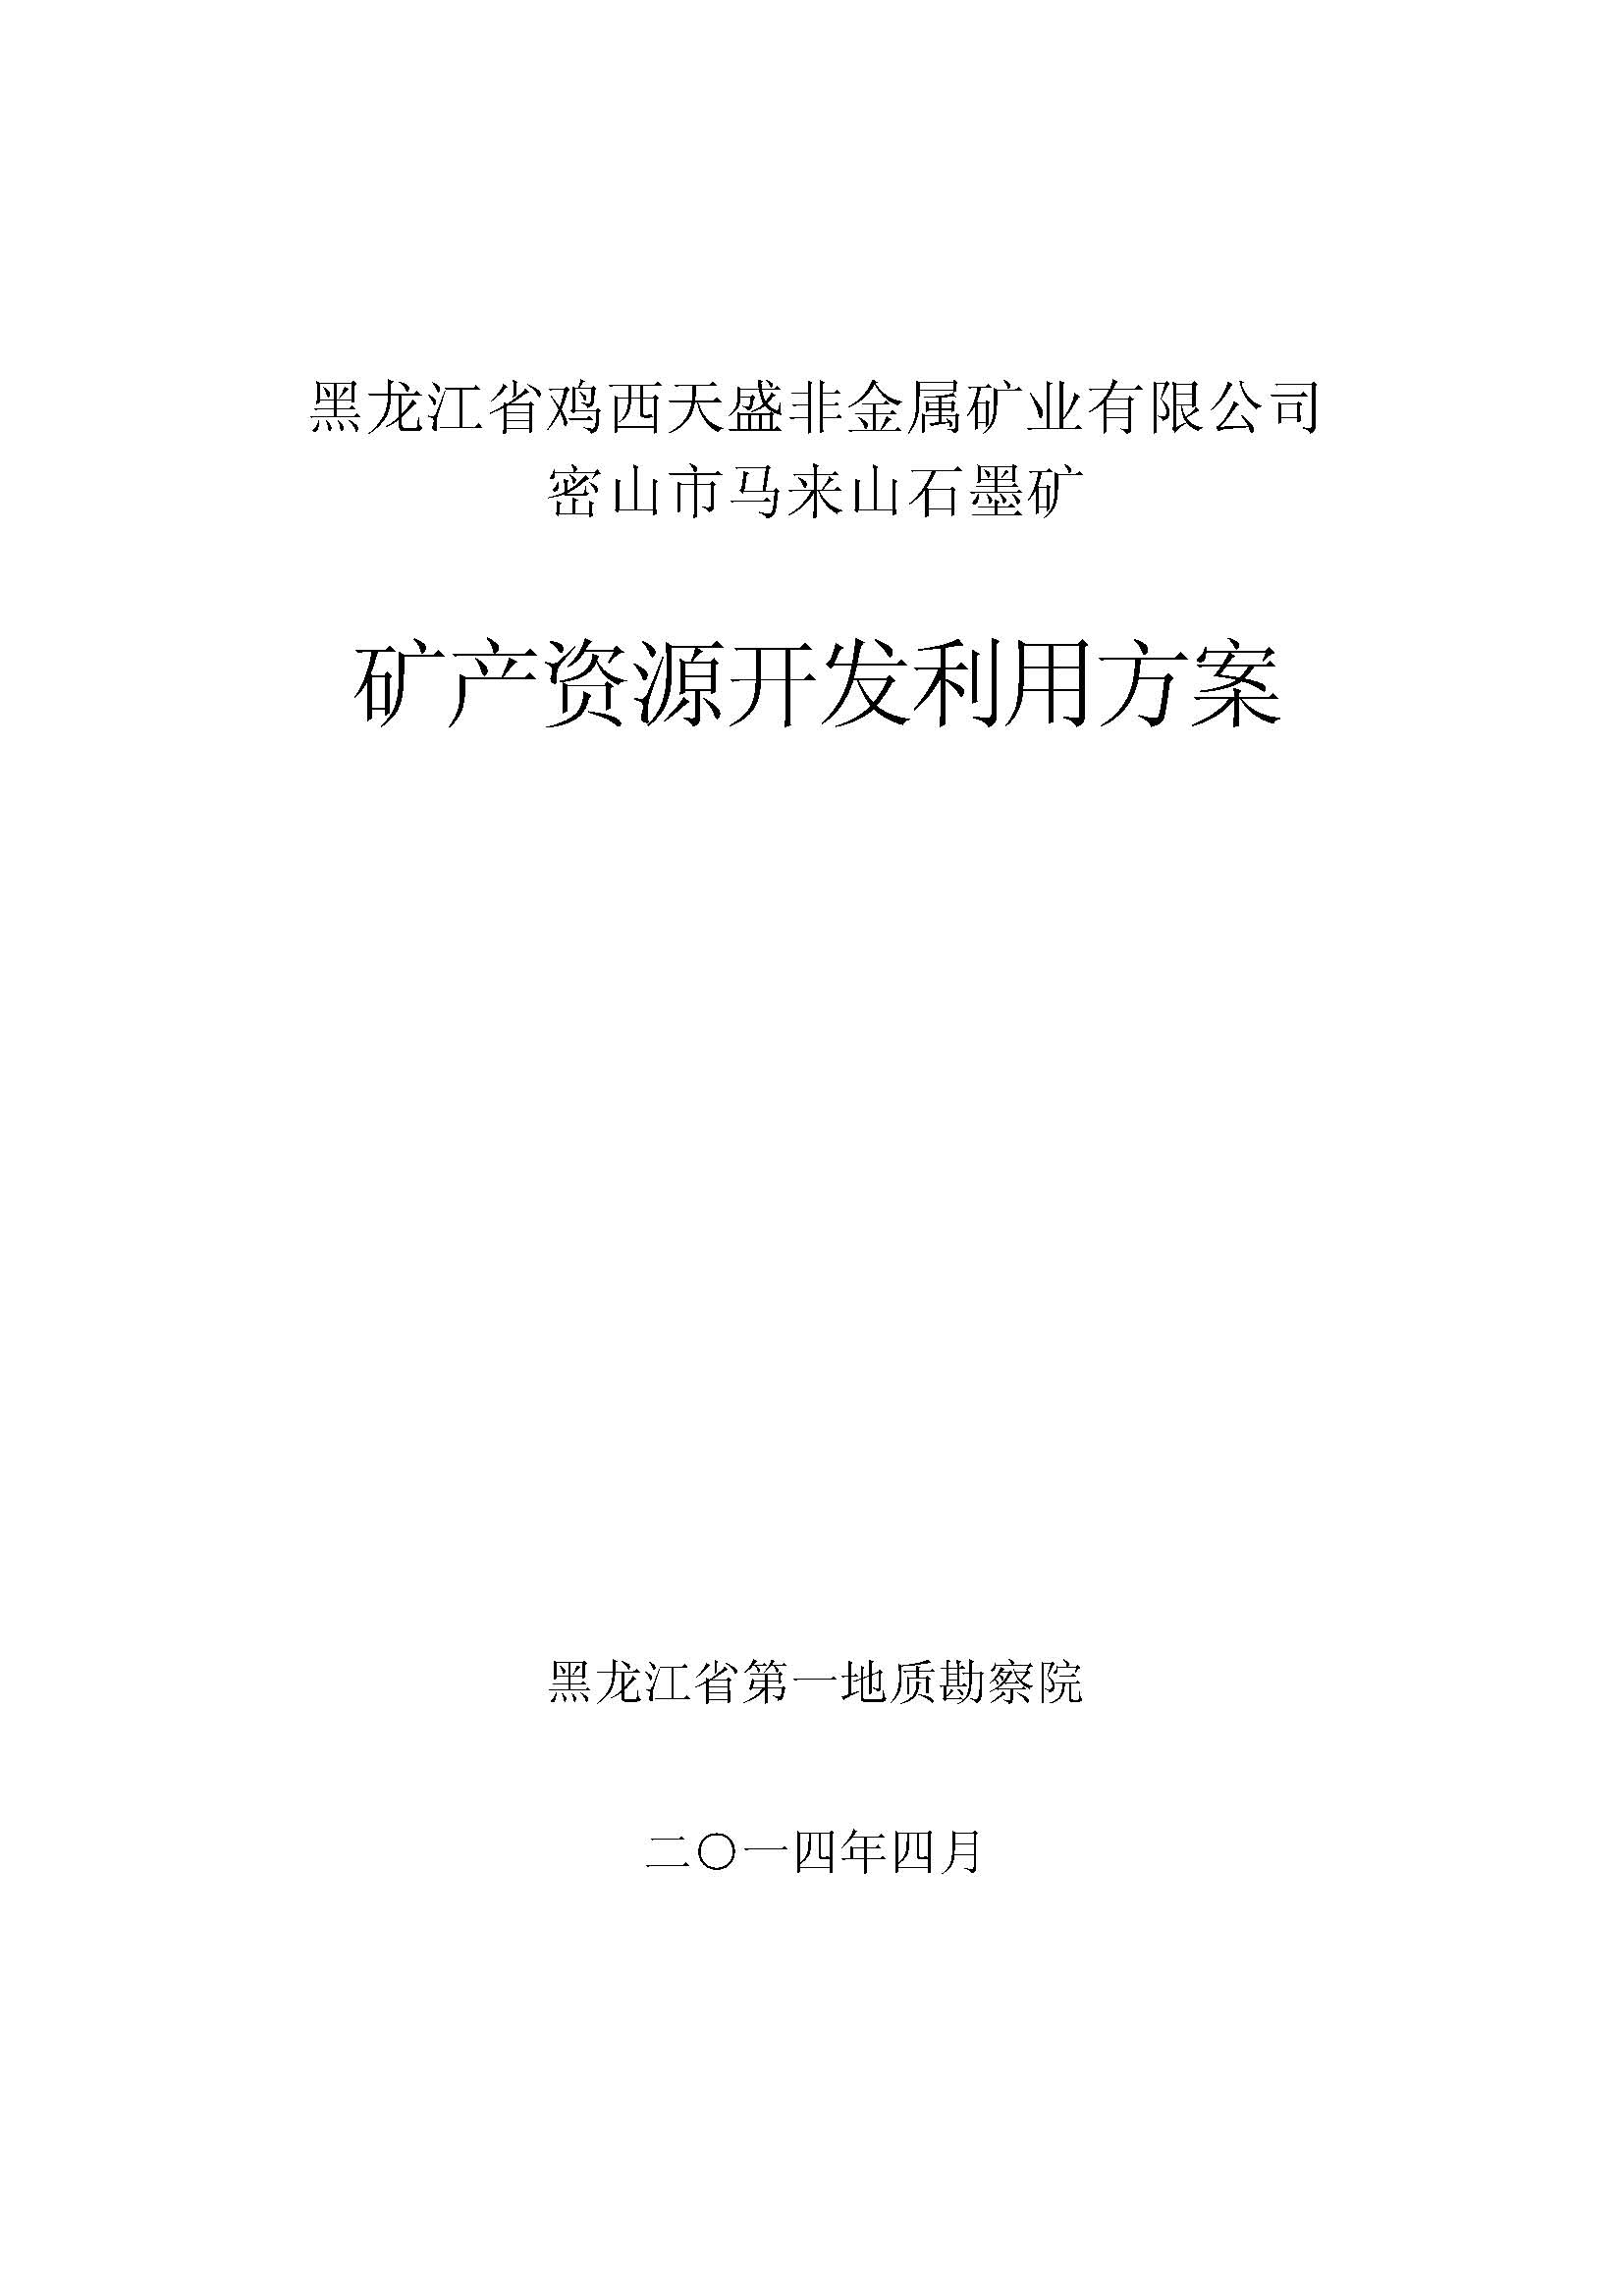 黑龙江省鸡西天盛非金属矿业有限公司
密山市马来山石墨矿
矿产资源开发利用方案
黑龙江省第一地质勘察院
二〇一四年四月